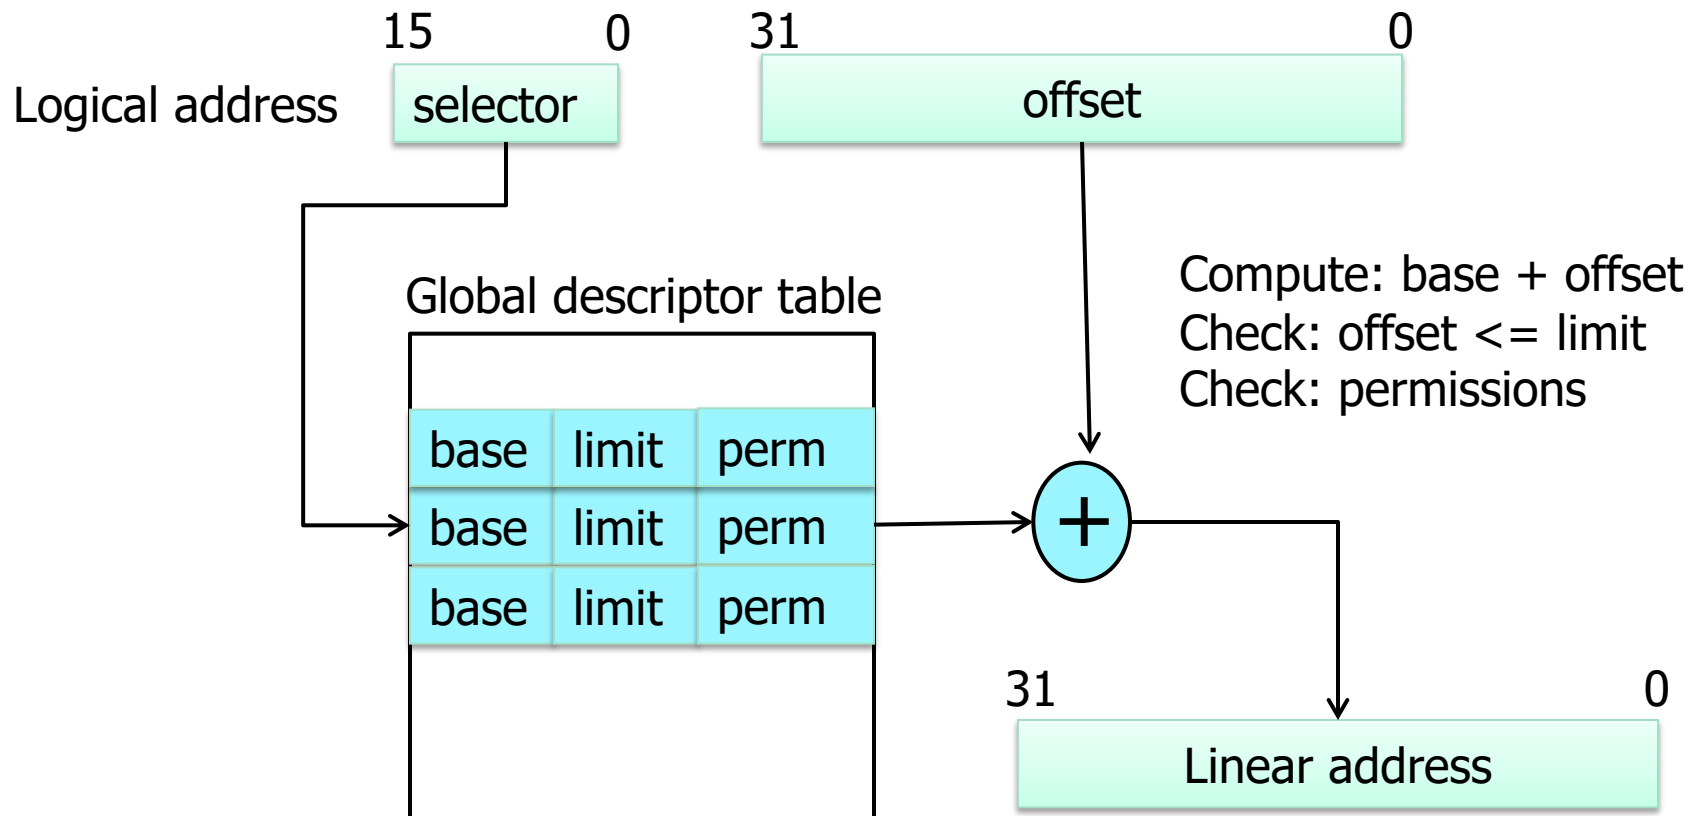 15 0 31 0
Logical address selector offset
Compute: base + offset
Check: offset <= limit
Check: permissions
Global descriptor table
base limit perm
base limit perm
+
base limit perm
31 0
Linear address